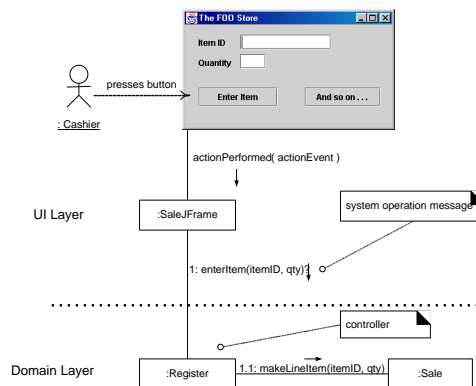 The FOO Store
Item ID
Quantity
Enter Item
And so on . . .
presses button
: Cashier
actionPerformed( actionEvent )
UI Layer
:SaleJFrame
system operation message
1: enterItem(itemID, qty)?
controller
Domain Layer
:Register
1.1: makeLineItem(itemID, qty)
:Sale